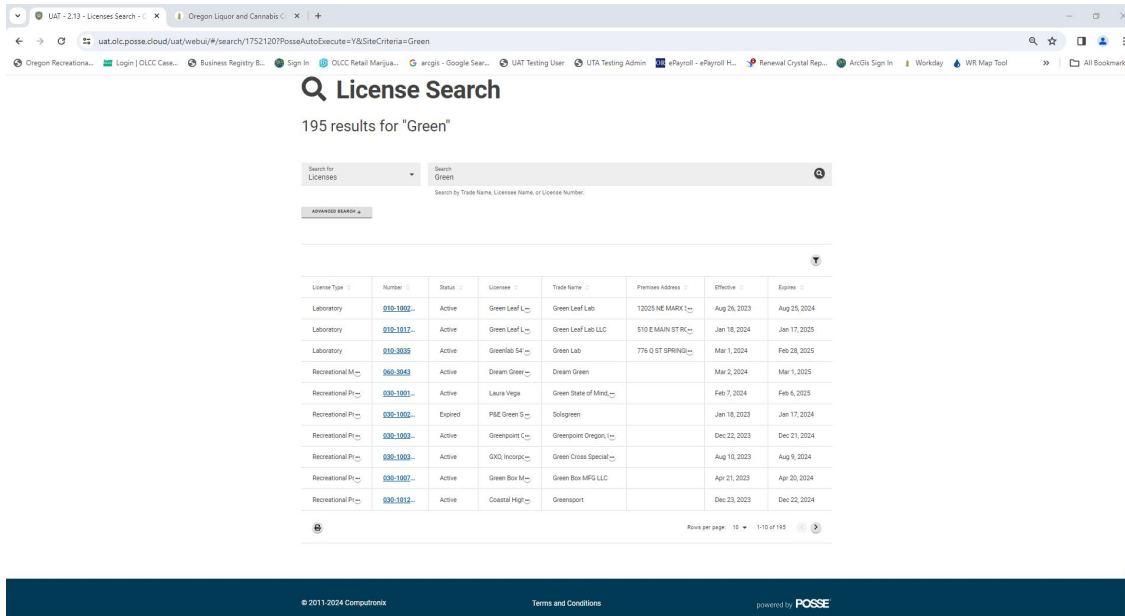 UAT - 2.13 - Licenses Search - C
Oregon Liquor and Cannabis Co
uat.olc.posse.cloud/uat/webui/#/search/1752120?PosseAutoExecute=Y&SiteCriteria=Green
Oregon Recreationa... Login | OLCC Case... Business Registry B... Sign In OLCC Retail Marijua... arcgis - Google Sear... UAT Testing User UTA Testing Admin ePayroll - ePayroll H... Renewal Crystal Rep... ArcGis Sign In Workday WR Map Tool » All Bookmark
License Search
195 results for "Green"
Search for
Licenses
Search
Green
Search by Trade Name, Licensee Name, or License Number.
ADVANCED SEARCH
License Type Number Status Licensee Trade Name Premises Address Effective Expires
Laboratory 010-1002... Active Green Leaf L... Green Leaf Lab 12025 NE MARX S... Aug 26, 2023 Aug 25, 2024
Laboratory 010-1017... Active Green Leaf L... Green Leaf Lab LLC 510 E MAIN ST RO... Jan 18, 2024 Jan 17, 2025
Laboratory 010-3035 Active Greenlab 541... Green Lab 776 Q ST SPRINGF... Mar 1, 2024 Feb 28, 2025
Recreational M... 060-3043 Active Dream Green... Dream Green Mar 2, 2024 Mar 1, 2025
Recreational Pr... 030-1001... Active Laura Vega Green State of Mind,... Feb 7, 2024 Feb 6, 2025
Recreational Pr... 030-1002... Expired P&E Green S... Solsgreen Jan 18, 2023 Jan 17, 2024
Recreational Pr... 030-1003... Active Greenpoint O... Greenpoint Oregon, I... Dec 22, 2023 Dec 21, 2024
Recreational Pr... 030-1003... Active GXO, Incorpo... Green Cross Special... Aug 10, 2023 Aug 9, 2024
Recreational Pr... 030-1007... Active Green Box M... Green Box MFG LLC Apr 21, 2023 Apr 20, 2024
Recreational Pr... 030-1012... Active Coastal High... Greensport Dec 23, 2023 Dec 22, 2024
Rows per page: 10 1-10 of 195
© 2011-2024 Computronix Terms and Conditions powered by POSSE